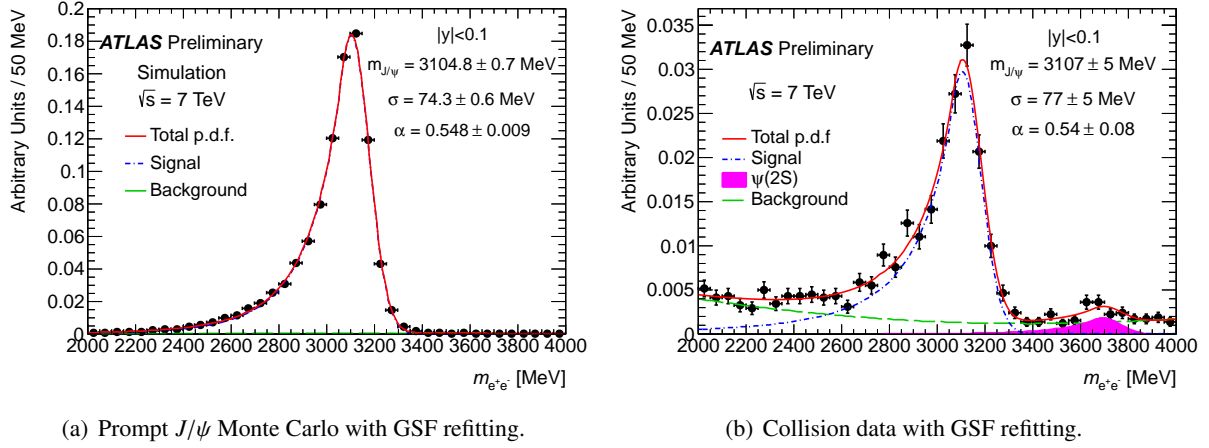 Arbitrary Units / 50 MeV
0.2
0.18
0.16
0.14
0.12
0.1
0.08
0.06
0.04
0.02
0
ATLAS Preliminary
Simulation
√s = 7 TeV
Total p.d.f.
Signal
Background
|y|<0.1
m_J/ψ = 3104.8 ± 0.7 MeV
σ = 74.3 ± 0.6 MeV
α = 0.548 ± 0.009
2000 2200 2400 2600 2800 3000 3200 3400 3600 3800 4000
m_e⁺e⁻ [MeV]
(a) Prompt J/ψ Monte Carlo with GSF refitting.
Arbitrary Units / 50 MeV
0.035
0.03
0.025
0.02
0.015
0.01
0.005
0
ATLAS Preliminary
√s = 7 TeV
Total p.d.f
Signal
ψ(2S)
Background
|y|<0.1
m_J/ψ = 3107 ± 5 MeV
σ = 77 ± 5 MeV
α = 0.54 ± 0.08
2000 2200 2400 2600 2800 3000 3200 3400 3600 3800 4000
m_e⁺e⁻ [MeV]
(b) Collision data with GSF refitting.